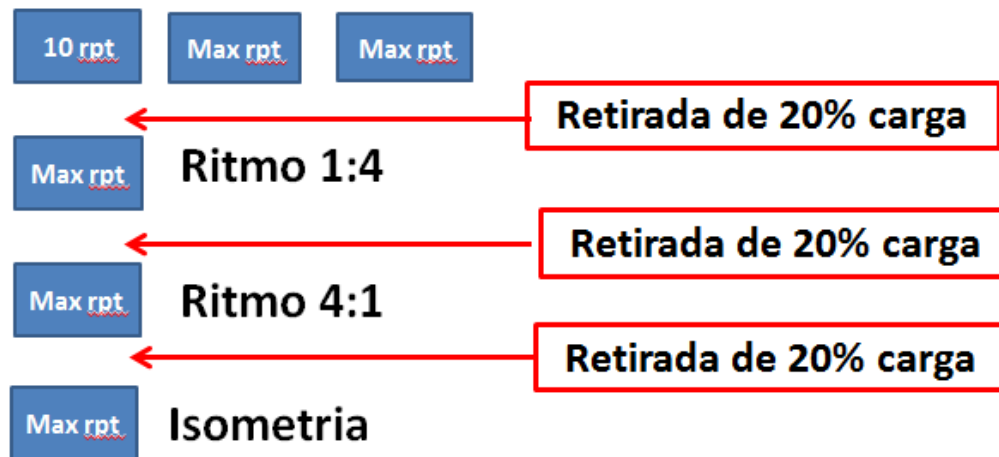 10 rpt Max rpt Max rpt
Retirada de 20% carga
Max rpt Ritmo 1:4
Retirada de 20% carga
Max rpt Ritmo 4:1
Retirada de 20% carga
Max rpt Isometria